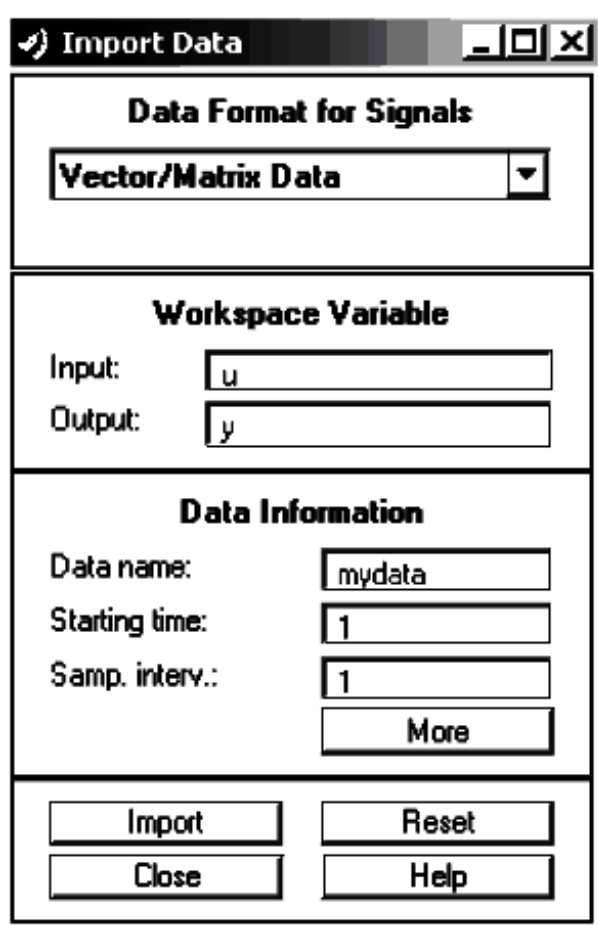 Import Data
Data Format for Signals
Vector/Matrix Data
Workspace Variable
Input: u
Output: y
Data Information
Data name: mydata
Starting time: 1
Samp. interv.: 1
More
Import Reset
Close Help